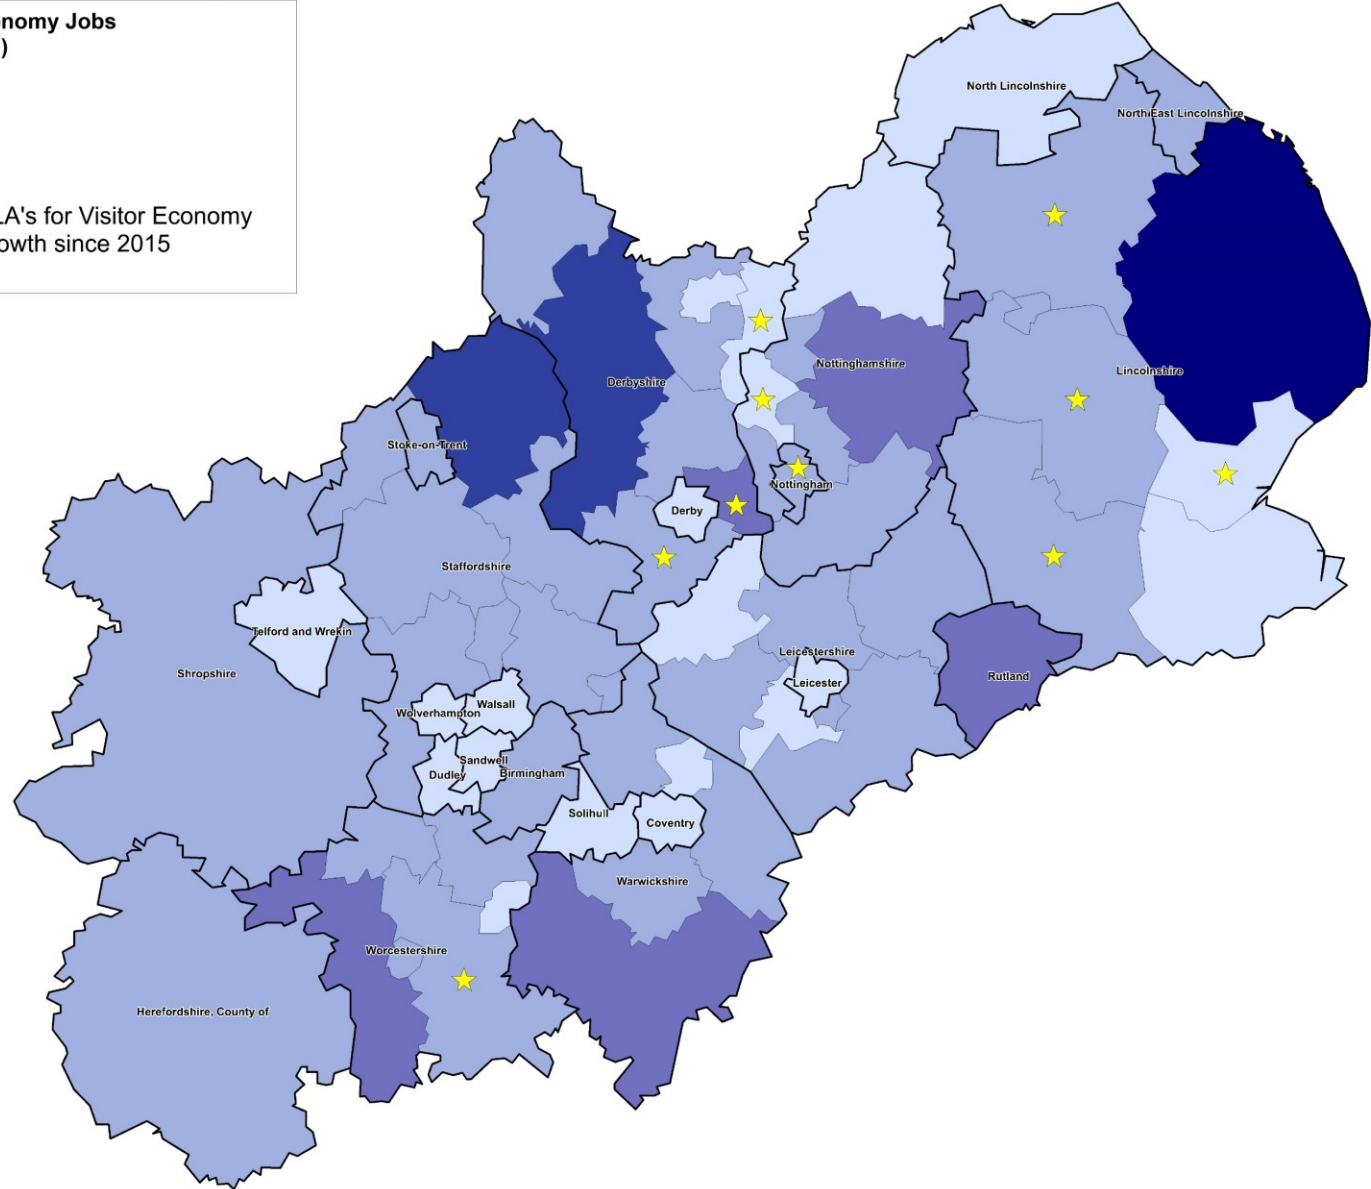 nomy Jobs
)
LA's for Visitor Economy
owth since 2015
North Lincolnshire
North East Lincolnshire
Nottinghamshire
Lincolnshire
Derbyshire
Stoke-on-Trent
Nottingham
Derby
Staffordshire
Telford and Wrekin
Leicestershire
Shropshire
Rutland
Leicester
Walsall
Wolverhampton
Sandwell
Dudley
Birmingham
Solihull
Coventry
Warwickshire
Worcestershire
Herefordshire, County of